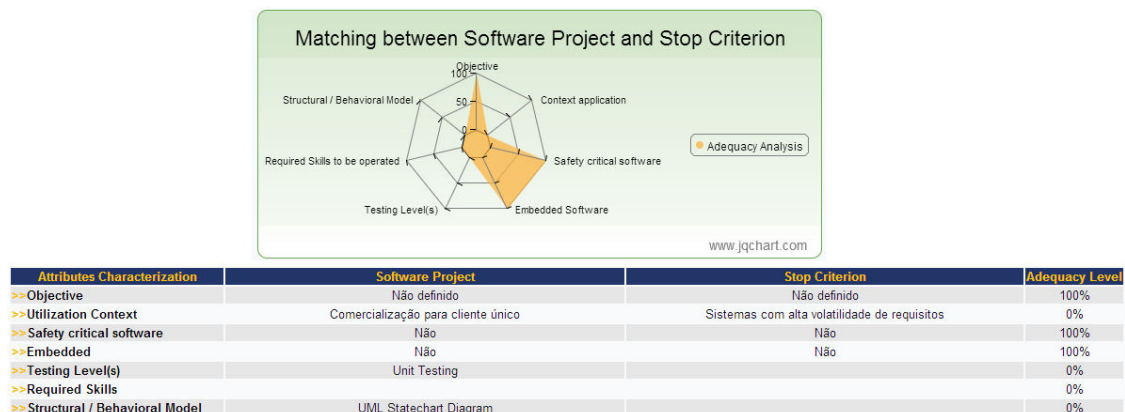 Matching between Software Project and Stop Criterion
Objective
100
Structural / Behavioral Model
50
Context application
0
Adequacy Analysis
Required Skills to be operated
Safety critical software
Testing Level(s)
Embedded Software
www.jqchart.com
Attributes Characterization Software Project Stop Criterion Adequacy Level
>>Objective Não definido Não definido 100%
>>Utilization Context Comercialização para cliente único Sistemas com alta volatilidade de requisitos 0%
>>Safety critical software Não Não 100%
>>Embedded Não Não 100%
>>Testing Level(s) Unit Testing 0%
>>Required Skills 0%
>>Structural / Behavioral Model UML Statechart Diagram 0%